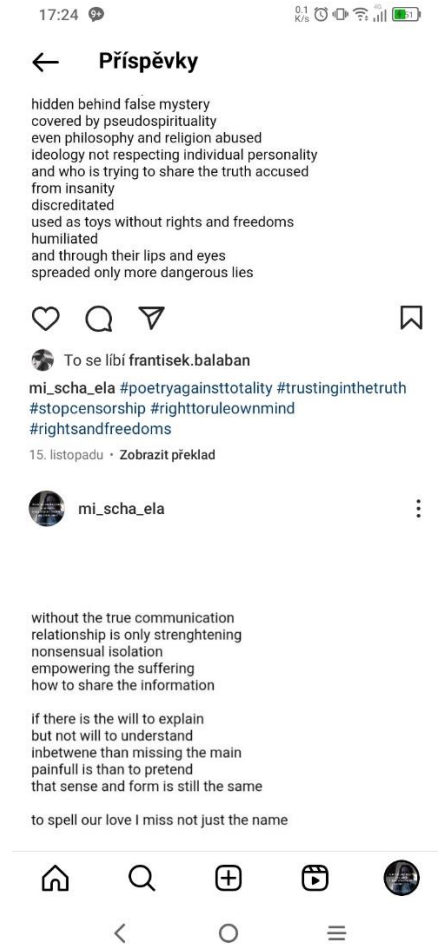 17:24 9+ 0.1 K/s 4G 51
Příspěvky
hidden behind false mystery
covered by pseudospirituality
even philosophy and religion abused
ideology not respecting individual personality
and who is trying to share the truth accused
from insanity
discreditated
used as toys without rights and freedoms
humiliated
and through their lips and eyes
spreaded only more dangerous lies
To se líbí frantisek.balaban
mi_scha_ela #poetryagainsttotality #trustinginthetruth
#stopcensorship #righttoruleownmind
#rightsandfreedoms
15. listopadu • Zobrazit překlad
mi_scha_ela
without the true communication
relationship is only strenghtening
nonsensual isolation
empowering the suffering
how to share the information
if there is the will to explain
but not will to understand
inbetwene than missing the main
painfull is than to pretend
that sense and form is still the same
to spell our love I miss not just the name